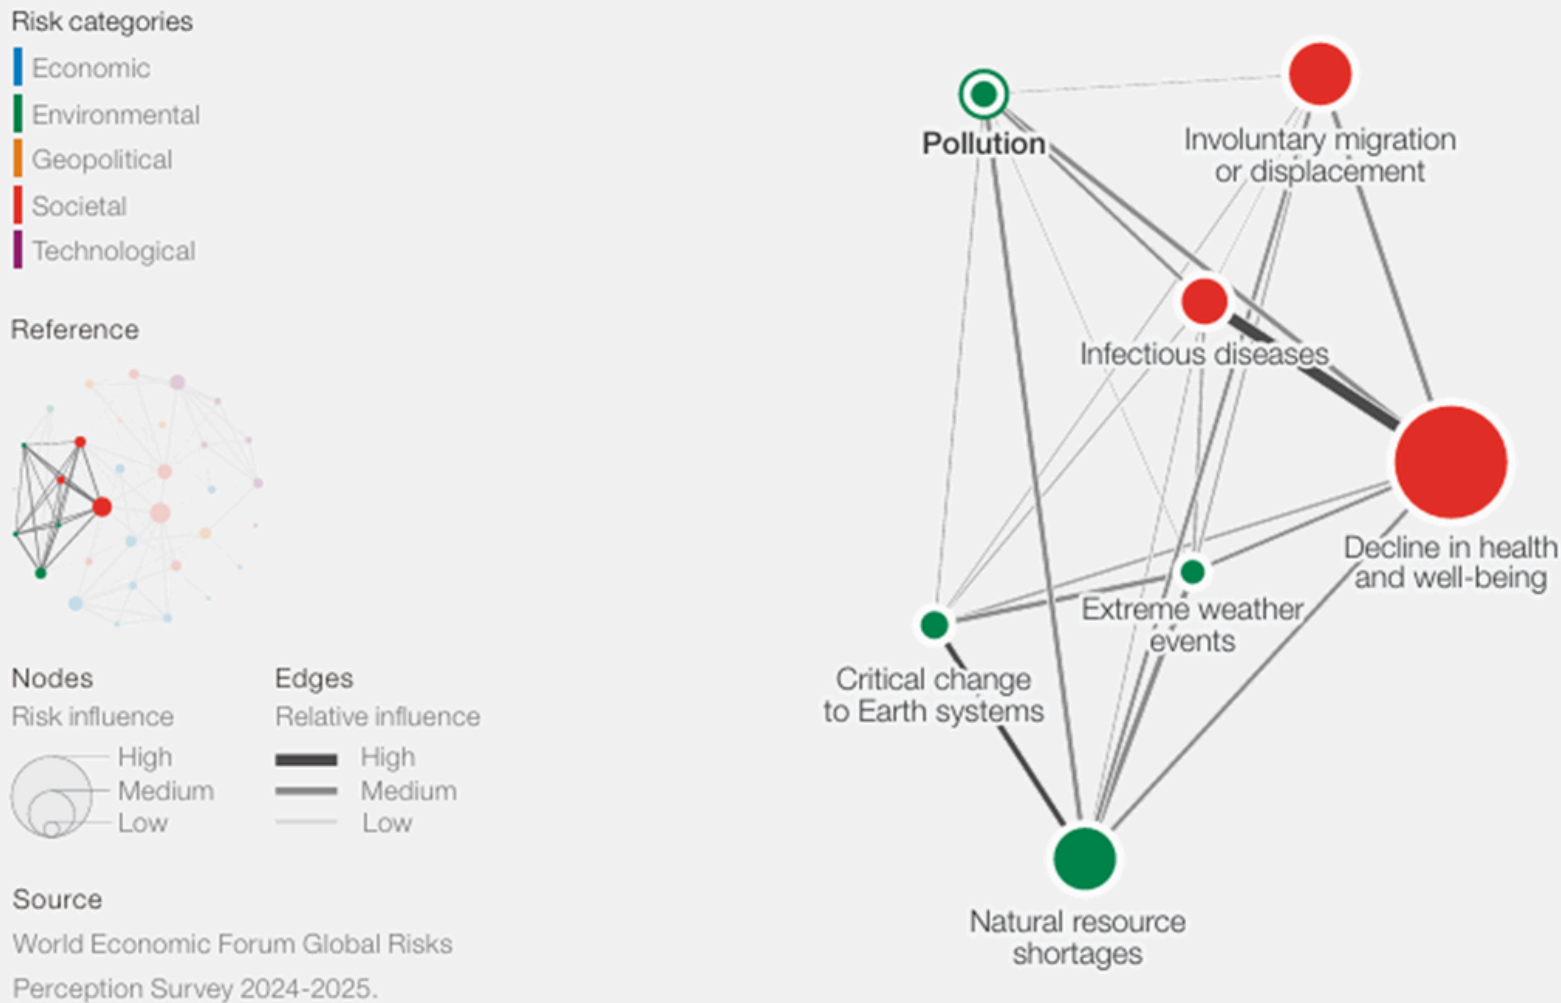 Risk categories
Economic
Environmental
Geopolitical
Societal
Technological
Reference
Nodes
Risk influence
High
Medium
Low
Edges
Relative influence
High
Medium
Low
Source
World Economic Forum Global Risks
Perception Survey 2024-2025.
Pollution
Involuntary migration
or displacement
Infectious diseases
Decline in health
and well-being
Extreme weather
events
Critical change
to Earth systems
Natural resource
shortages